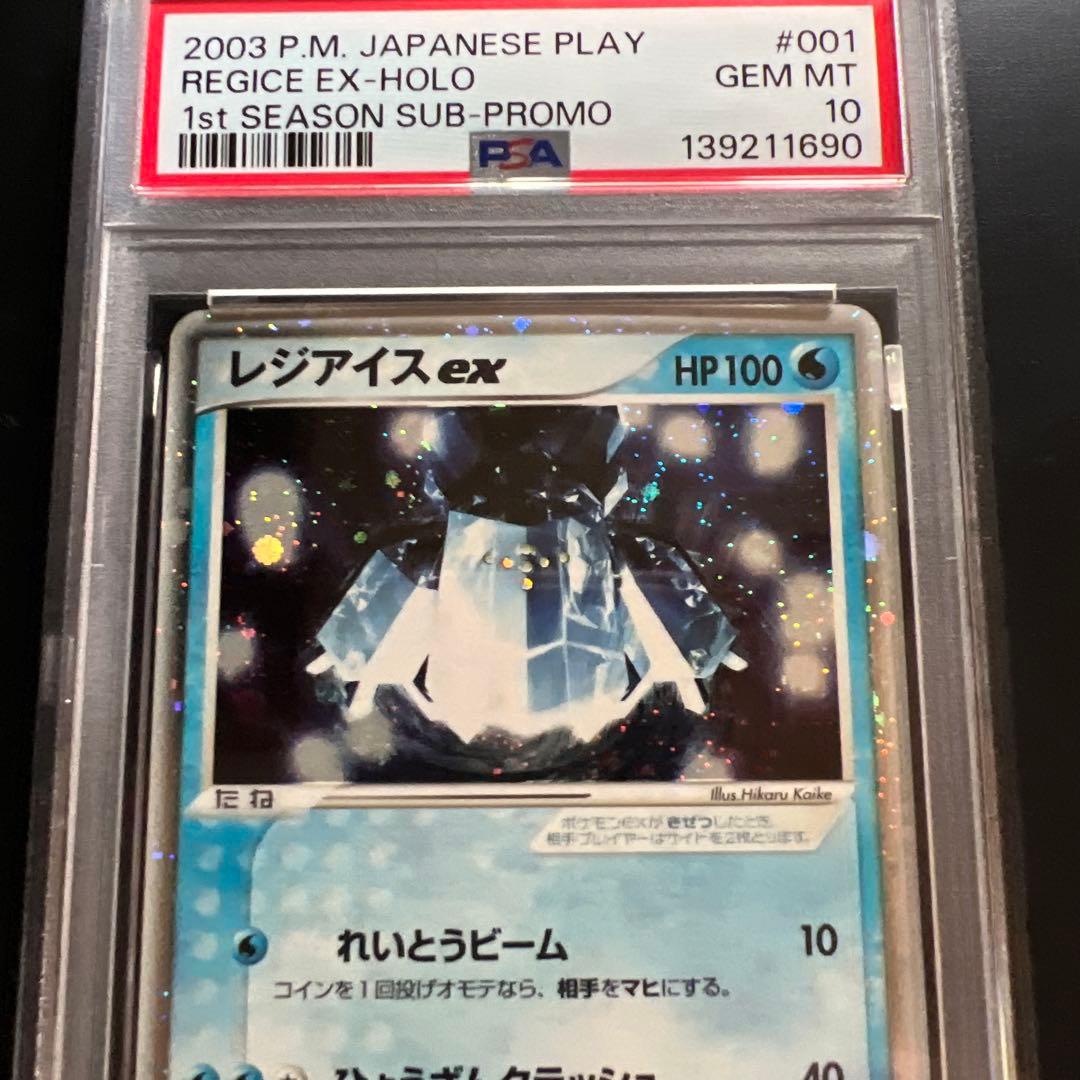 2003 P.M. JAPANESE PLAY #001
REGICE EX-HOLO GEM MT
1st SEASON SUB-PROMO 10
PSA 139211690
レジアイスex HP100
たね Illus.Hikaru Kaike
ポケモンexがきぜつしたとき、
相手プレイヤーはサイドを2枚とります。
れいとうビーム 10
コインを1回投げオモテなら、相手をマヒにする。
40